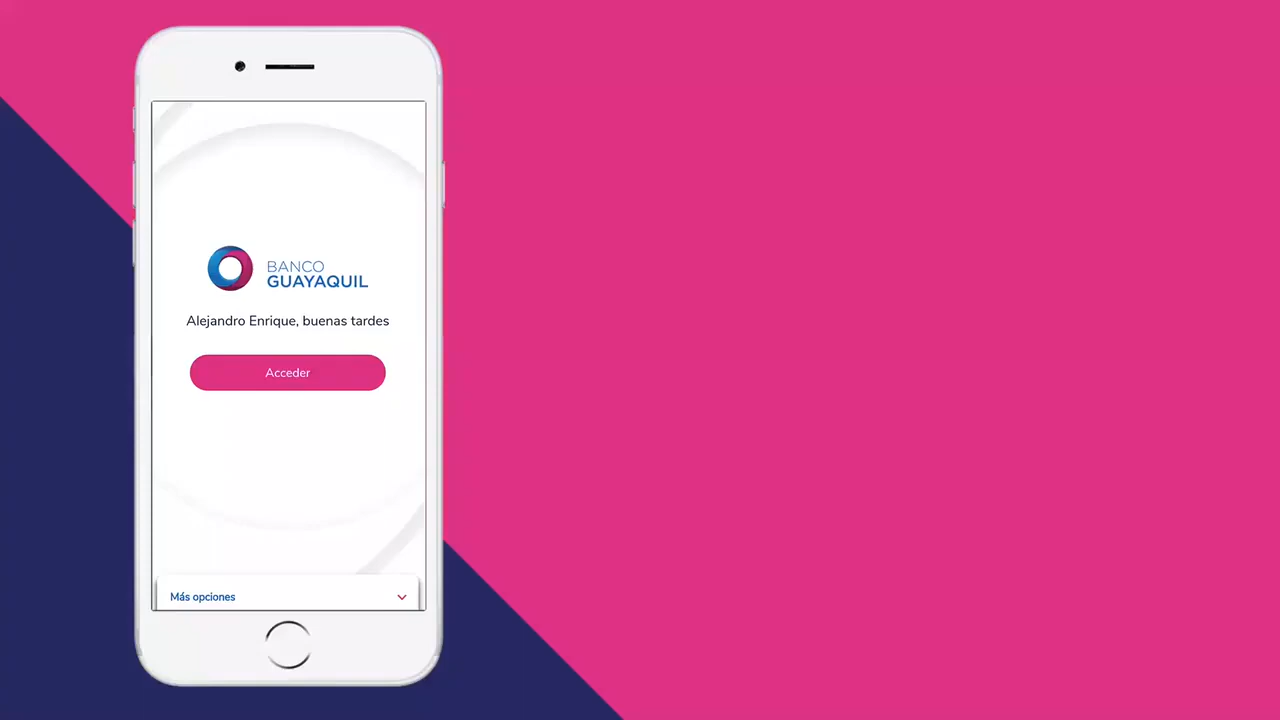 BANCO
GUAYAQUIL
Alejandro Enrique, buenas tardes
Acceder
Más opciones